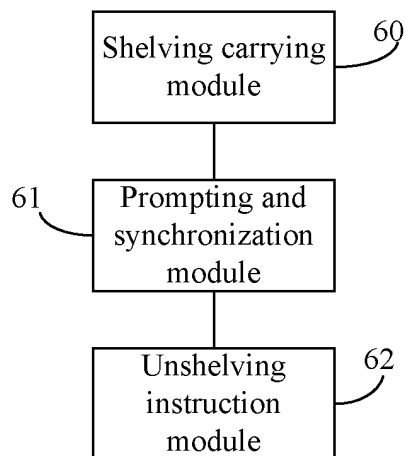 Shelving carrying
module
60
61
Prompting and
synchronization
module
Unshelving
instruction
module
62